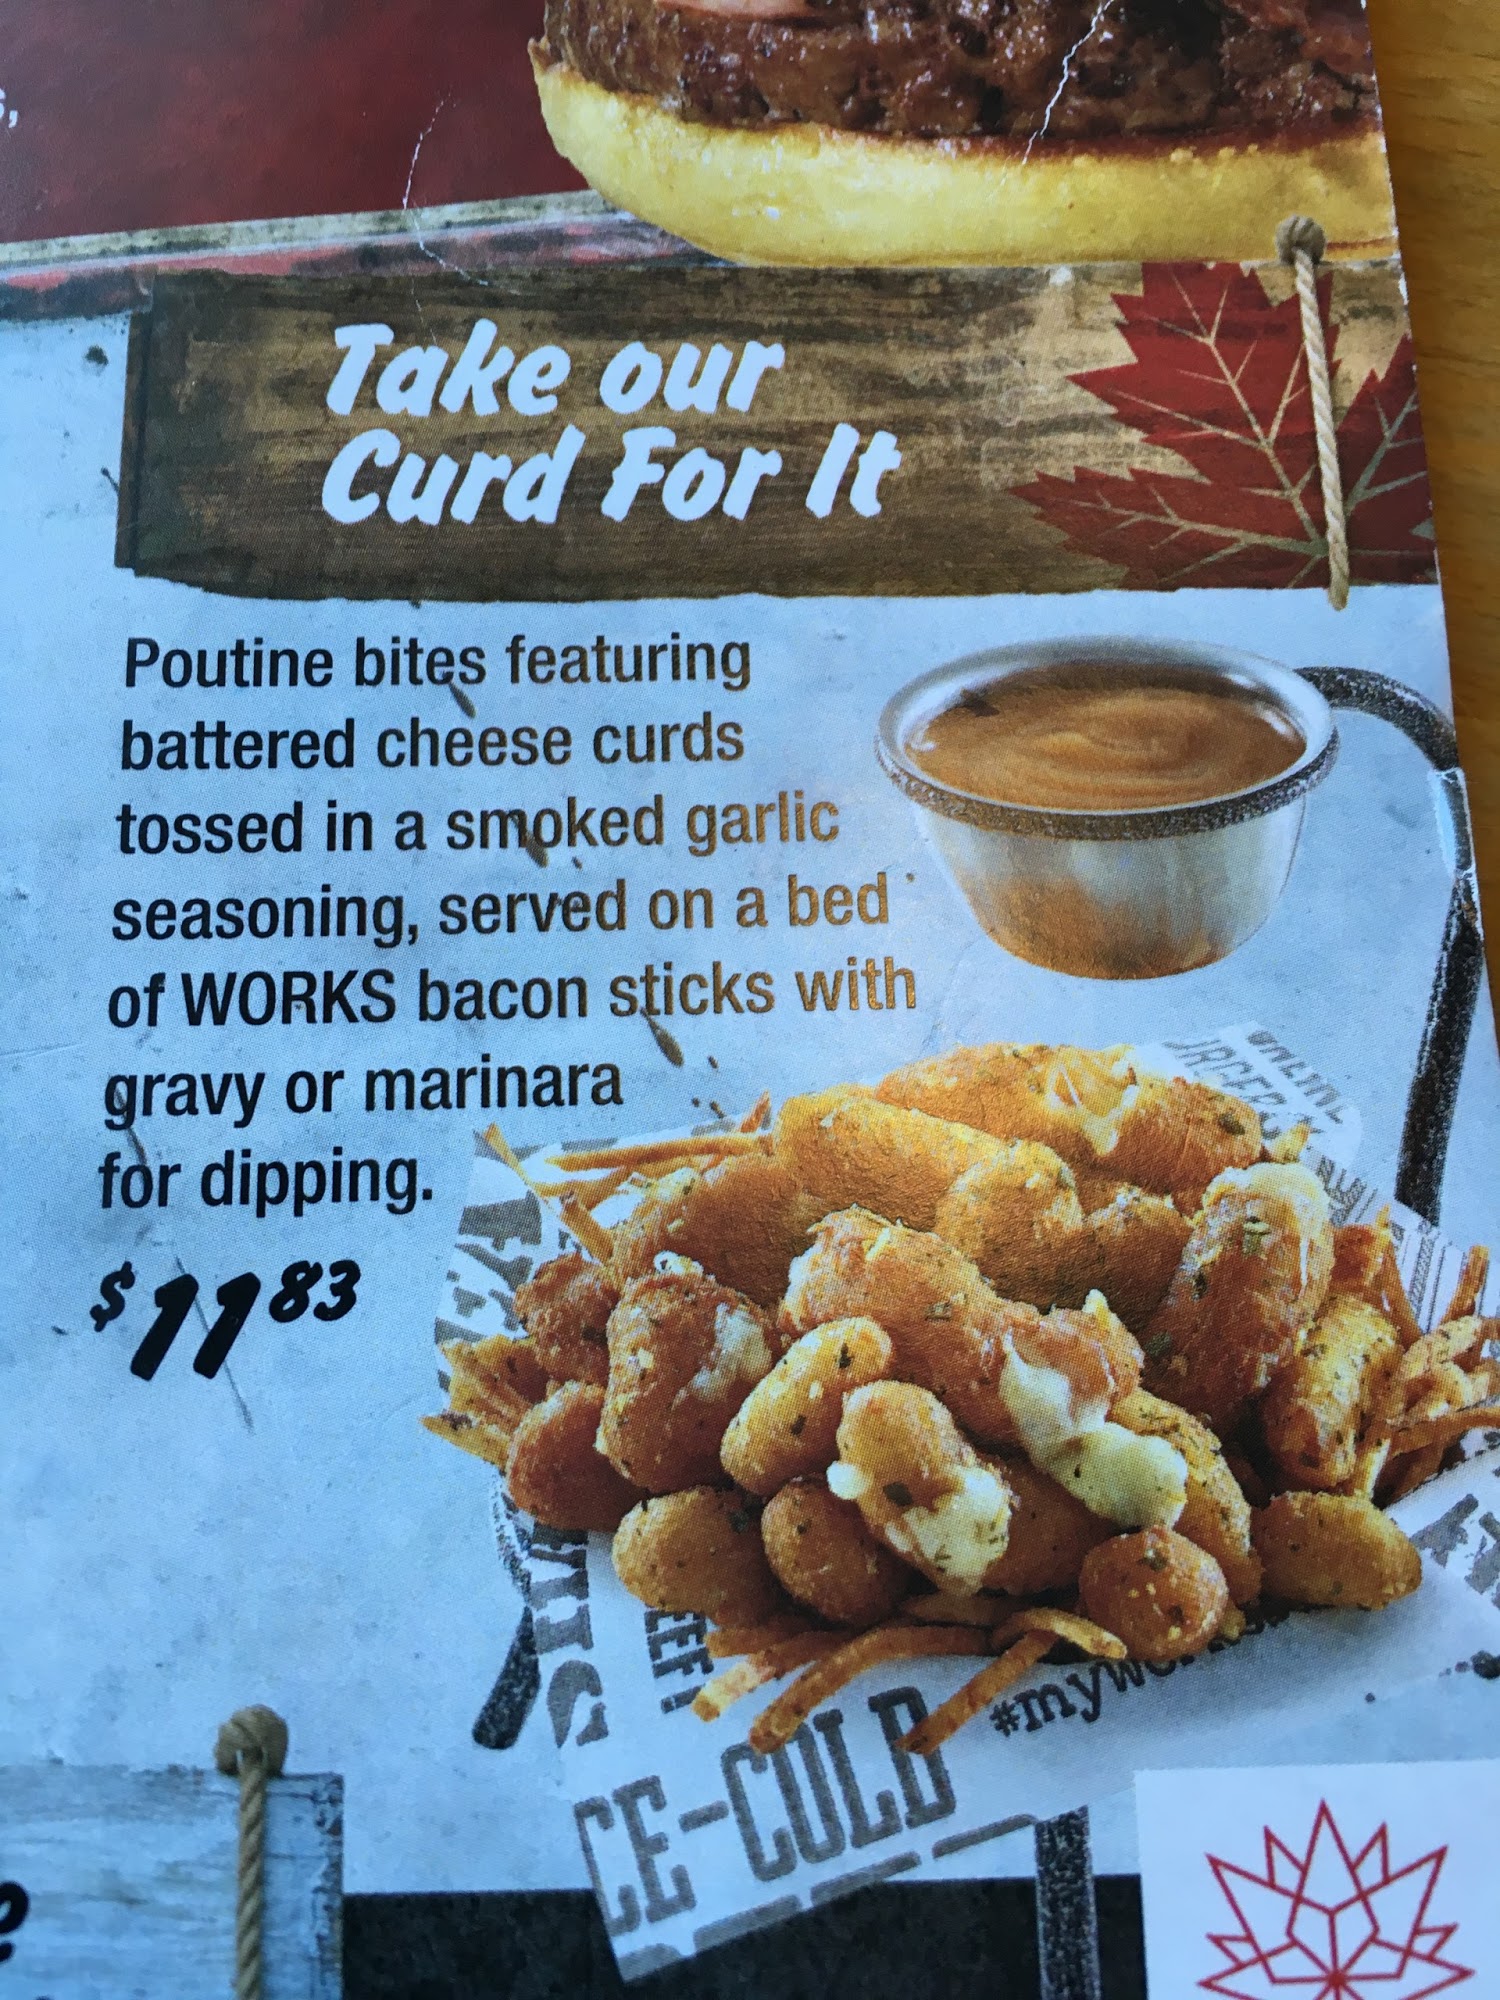 Take our
Curd For It
Poutine bites featuring
battered cheese curds
tossed in a smoked garlic
seasoning, served on a bed
of WORKS bacon sticks with
gravy or marinara
for dipping.
$11 83
#myWor
CE-COLD